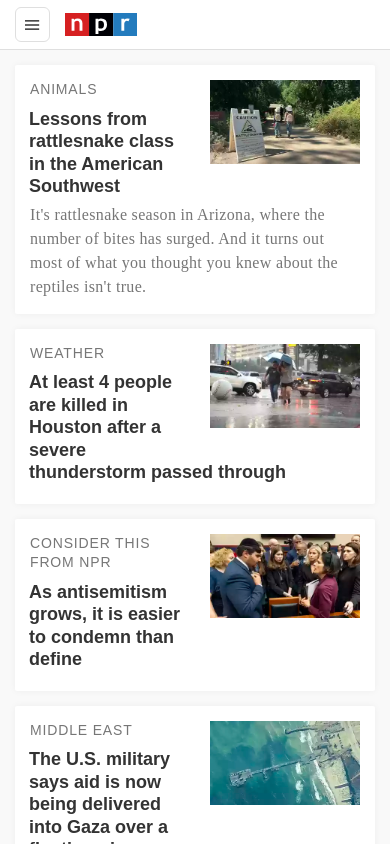 npr
ANIMALS
Lessons from
rattlesnake class
in the American
Southwest
It's rattlesnake season in Arizona, where the
number of bites has surged. And it turns out
most of what you thought you knew about the
reptiles isn't true.
WEATHER
At least 4 people
are killed in
Houston after a
severe
thunderstorm passed through
CONSIDER THIS
FROM NPR
As antisemitism
grows, it is easier
to condemn than
define
MIDDLE EAST
The U.S. military
says aid is now
being delivered
into Gaza over a